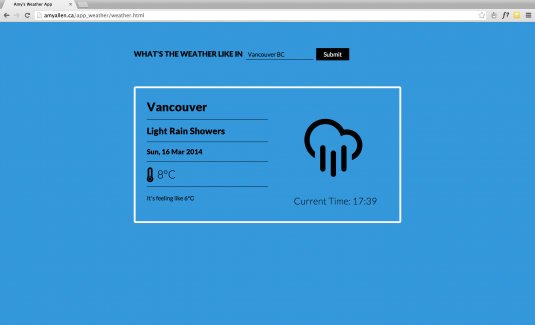 Amy's Weather App
amyallen.ca/app_weather/weather.html
f?
WHAT'S THE WEATHER LIKE IN Vancouver BC Submit
Vancouver
Light Rain Showers
Sun, 16 Mar 2014
8°C
It's feeling like 6°C
Current Time: 17:39